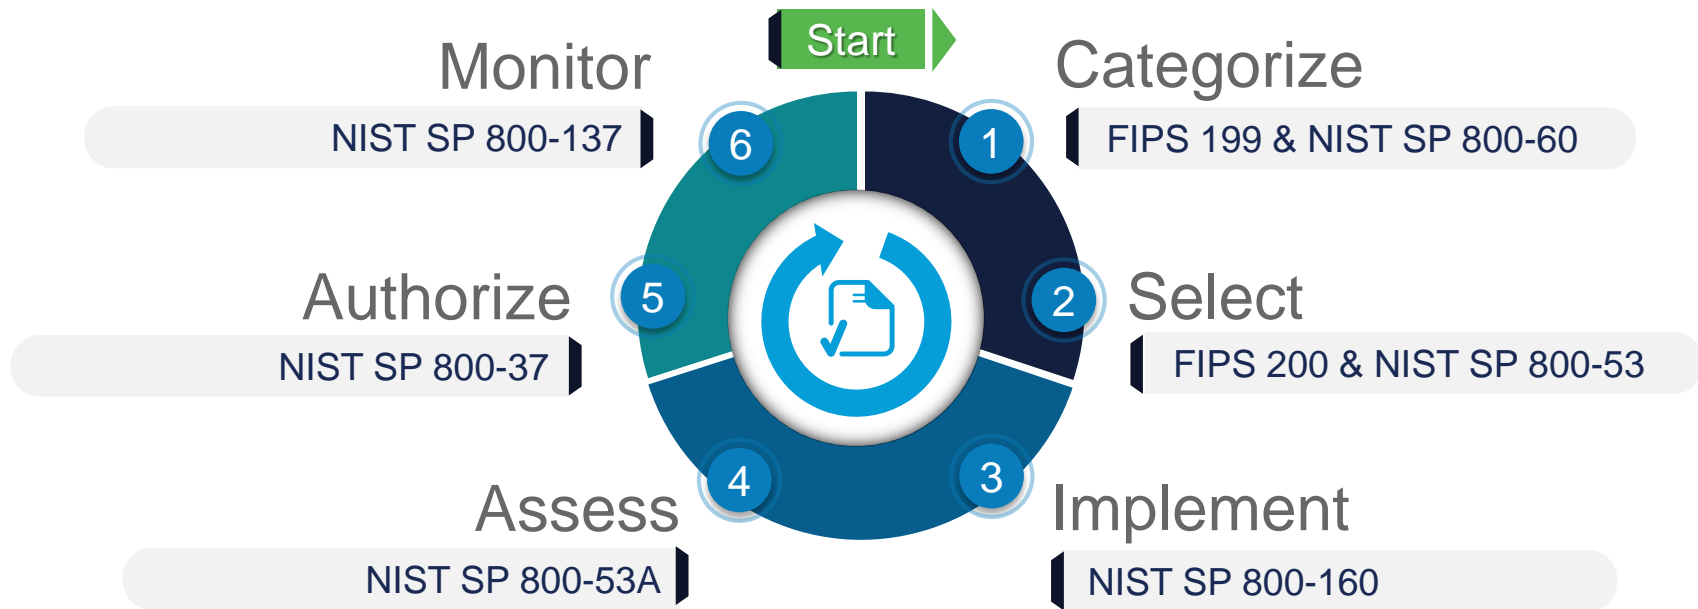 Start
1
Categorize
FIPS 199 & NIST SP 800-60
2
Select
FIPS 200 & NIST SP 800-53
3
Implement
NIST SP 800-160
4
Assess
NIST SP 800-53A
5
Authorize
NIST SP 800-37
6
Monitor
NIST SP 800-137